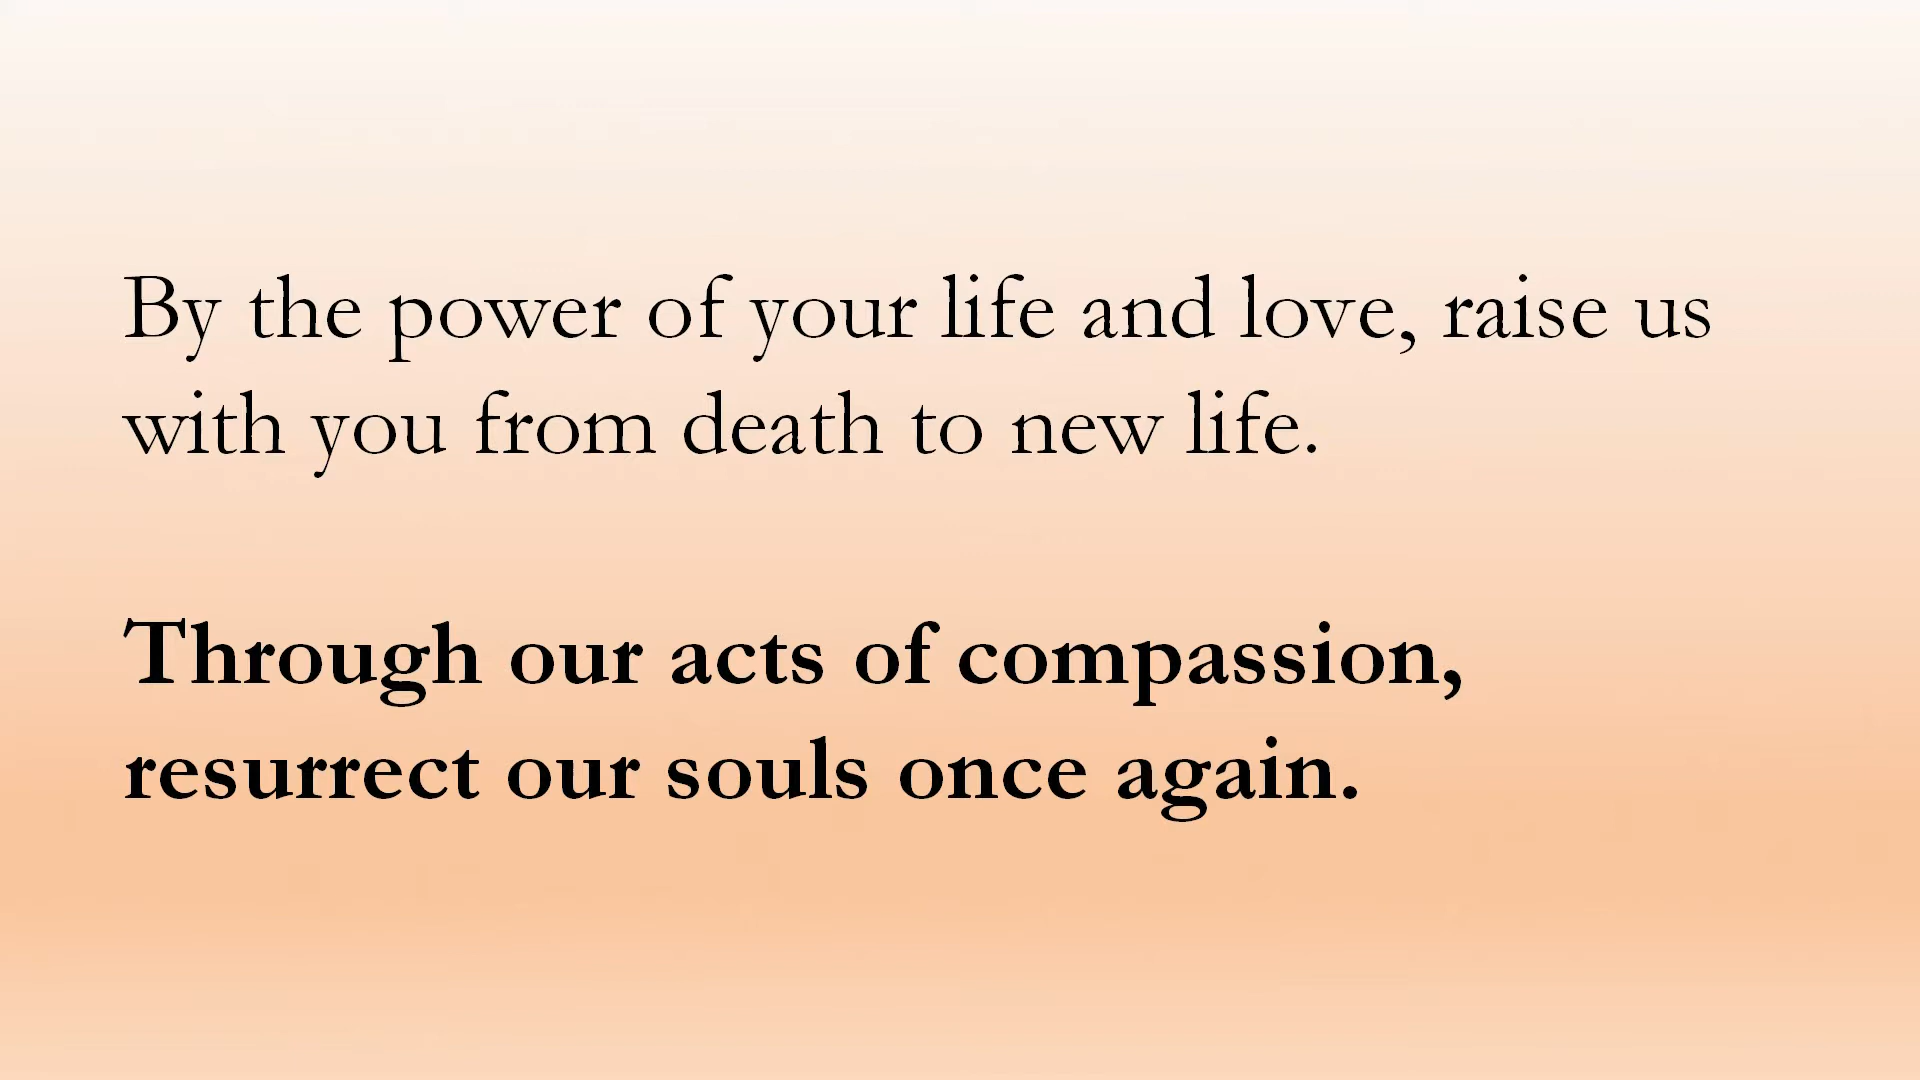 By the power of your life and love, raise us
with you from death to new life.
Through our acts of compassion,
resurrect our souls once again.